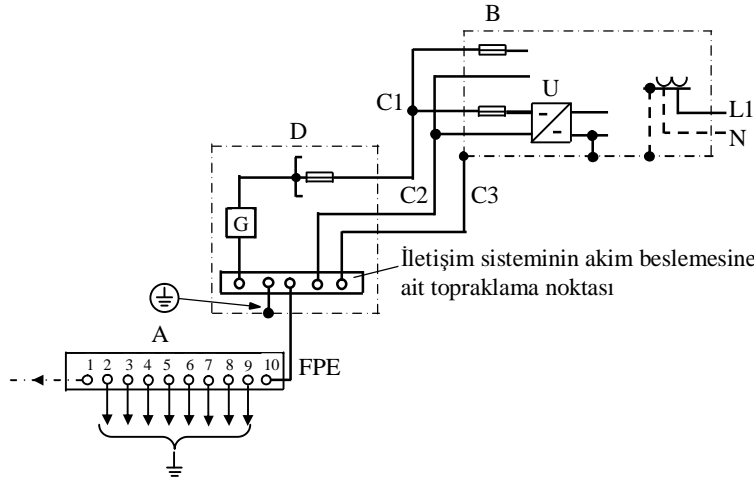 B
C1
U
L1
N
D
C2
C3
G
İletişim sisteminin akim beslemesine
ait topraklama noktası
A
1 2 3 4 5 6 7 8 9 10
FPE